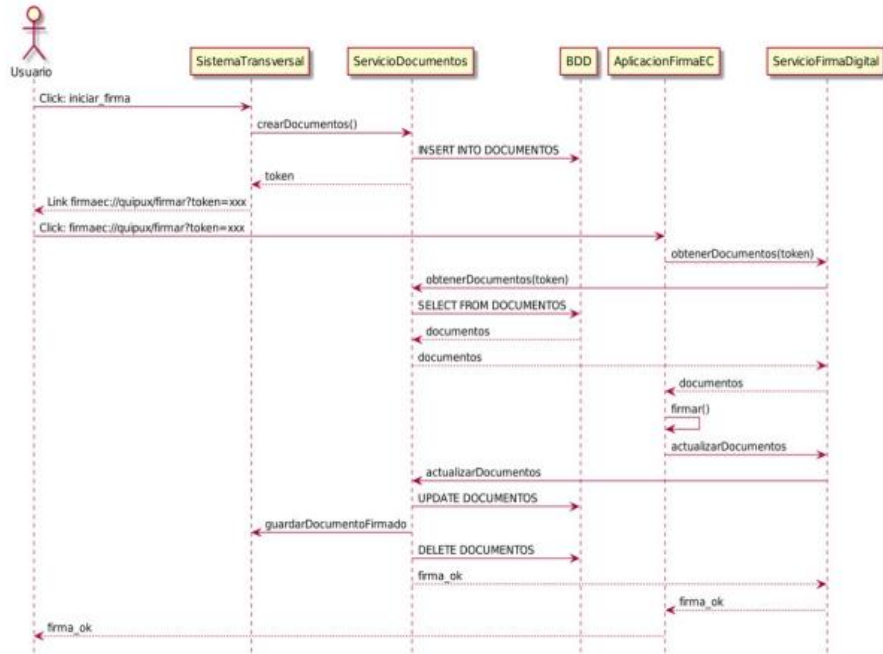 Usuario
SistemaTransversal
ServicioDocumentos
BDD
AplicacionFirmaEC
ServicioFirmaDigital
Click: iniciar_firma
crearDocumentos()
INSERT INTO DOCUMENTOS
token
Link firmaec://quipux/firmar?token=xxx
Click: firmaec://quipux/firmar?token=xxx
obtenerDocumentos(token)
obtenerDocumentos(token)
SELECT FROM DOCUMENTOS
documentos
documentos
documentos
firmar()
actualizarDocumentos
actualizarDocumentos
UPDATE DOCUMENTOS
guardarDocumentoFirmado
DELETE DOCUMENTOS
firma_ok
firma_ok
firma_ok